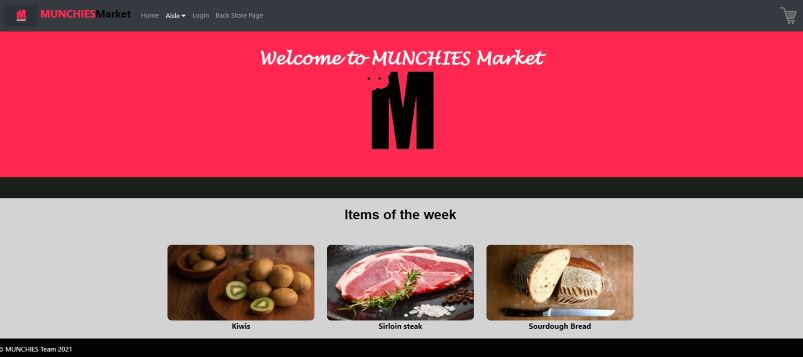 MUNCHIESMarket Home Aisle Login Back Store Page
Welcome to MUNCHIES Market
M
Items of the week
Kiwis Sirloin steak Sourdough Bread
© MUNCHIES Team 2021